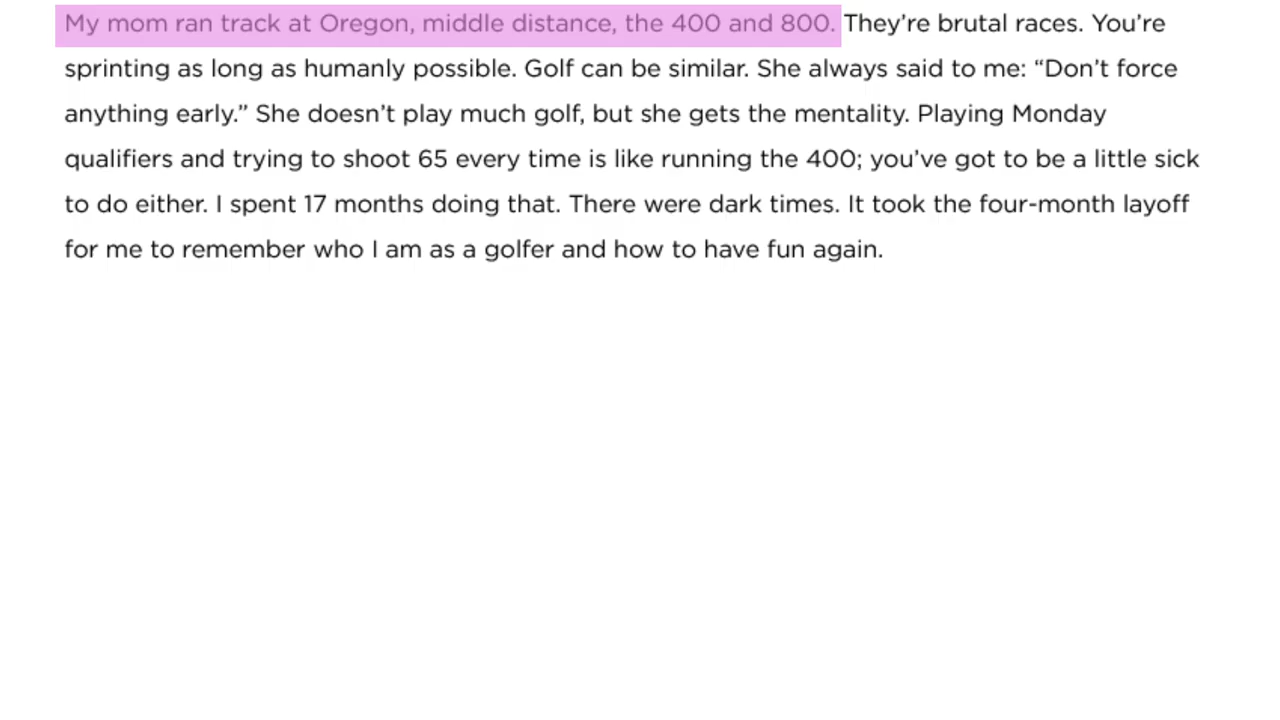 My mom ran track at Oregon, middle distance, the 400 and 800. They’re brutal races. You’re
sprinting as long as humanly possible. Golf can be similar. She always said to me: “Don’t force
anything early.” She doesn’t play much golf, but she gets the mentality. Playing Monday
qualifiers and trying to shoot 65 every time is like running the 400; you’ve got to be a little sick
to do either. I spent 17 months doing that. There were dark times. It took the four-month layoff
for me to remember who I am as a golfer and how to have fun again.